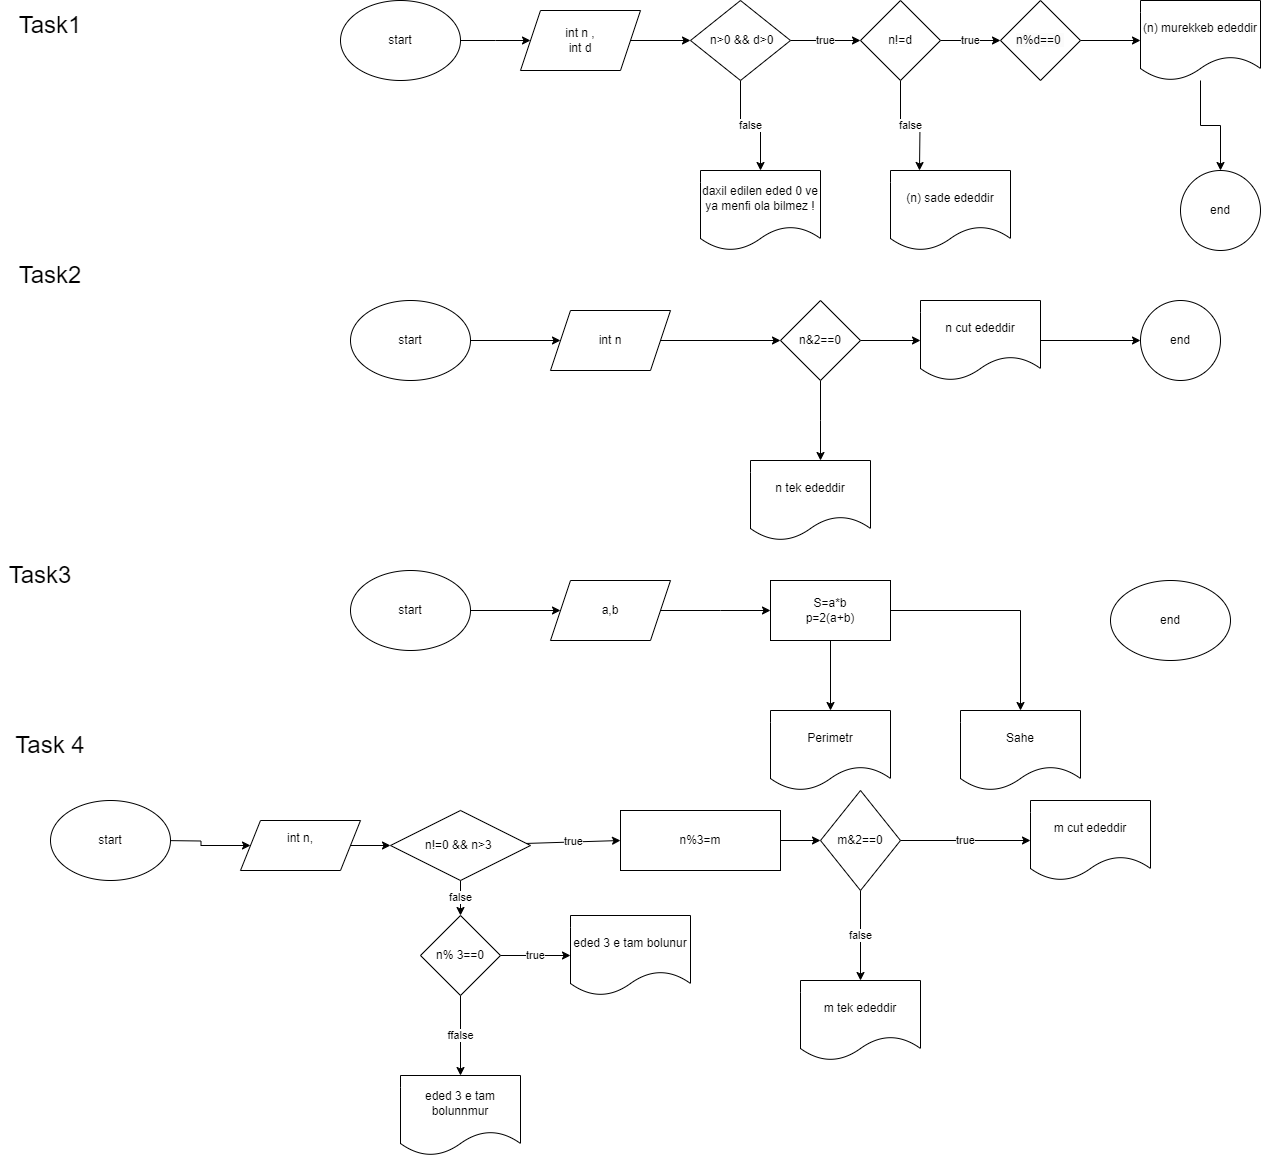 Task1
start
int n ,
int d
n>0 && d>0
true
n!=d
true
n%d==0
(n) murekkeb ededdir
false
false
daxil edilen eded 0 ve
ya menfi ola bilmez !
(n) sade ededdir
end
Task2
start
int n
n&2==0
n cut ededdir
end
n tek ededdir
Task3
start
a,b
S=a*b
p=2(a+b)
end
Perimetr
Sahe
Task 4
start
int n,
n!=0 && n>3
true
n%3=m
m&2==0
true
m cut ededdir
false
n% 3==0
true
eded 3 e tam bolunur
false
m tek ededdir
ffalse
eded 3 e tam
bolunnmur